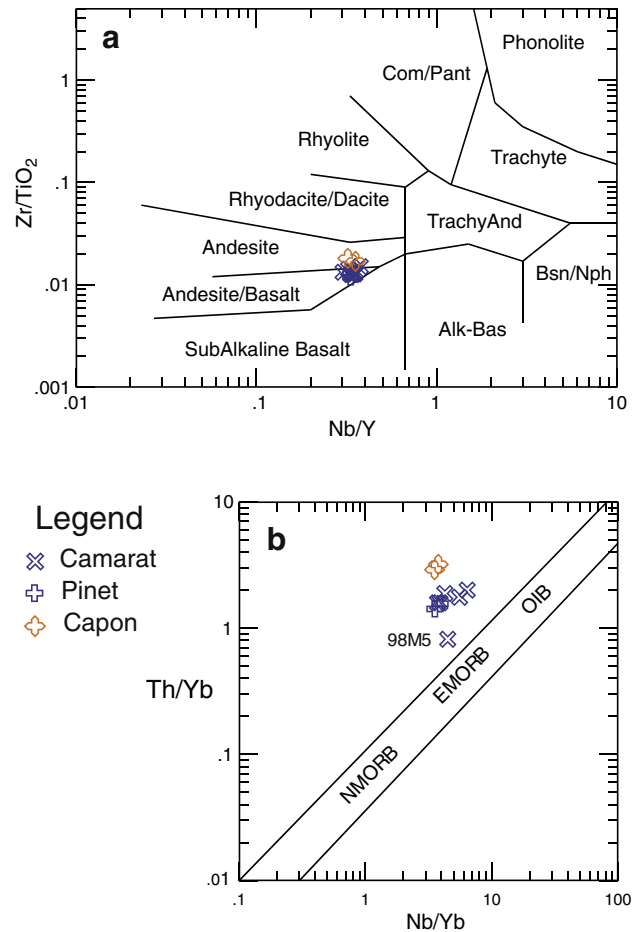 a
Phonolite
Com/Pant
1
Rhyolite
Trachyte
Zr/TiO2
.1
Rhyodacite/Dacite
TrachyAnd
Andesite
.01
Bsn/Nph
Andesite/Basalt
Alk-Bas
SubAlkaline Basalt
.001
.01 .1 1 10
Nb/Y
10
b
Legend
Camarat
Pinet
Capon
OIB
1
98M5
EMORB
Th/Yb
.1
NMORB
.01
.1 1 10 100
Nb/Yb